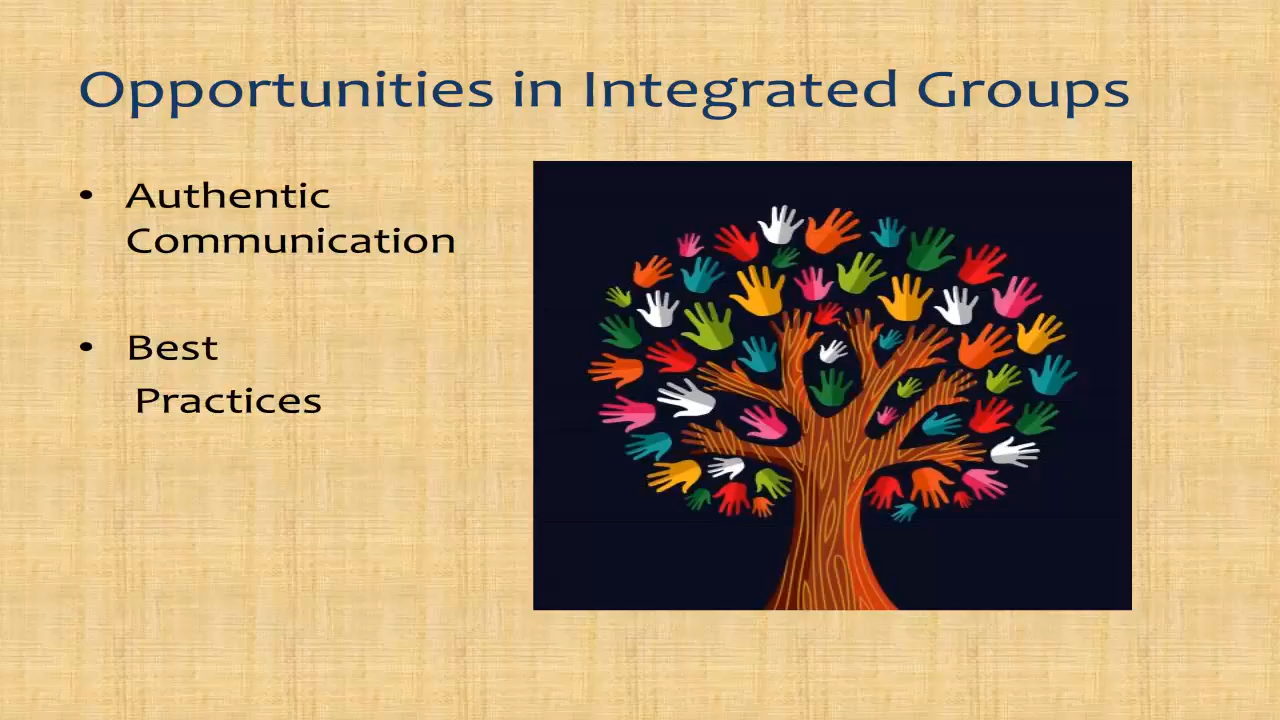 Opportunities in Integrated Groups
• Authentic
Communication
• Best
Practices